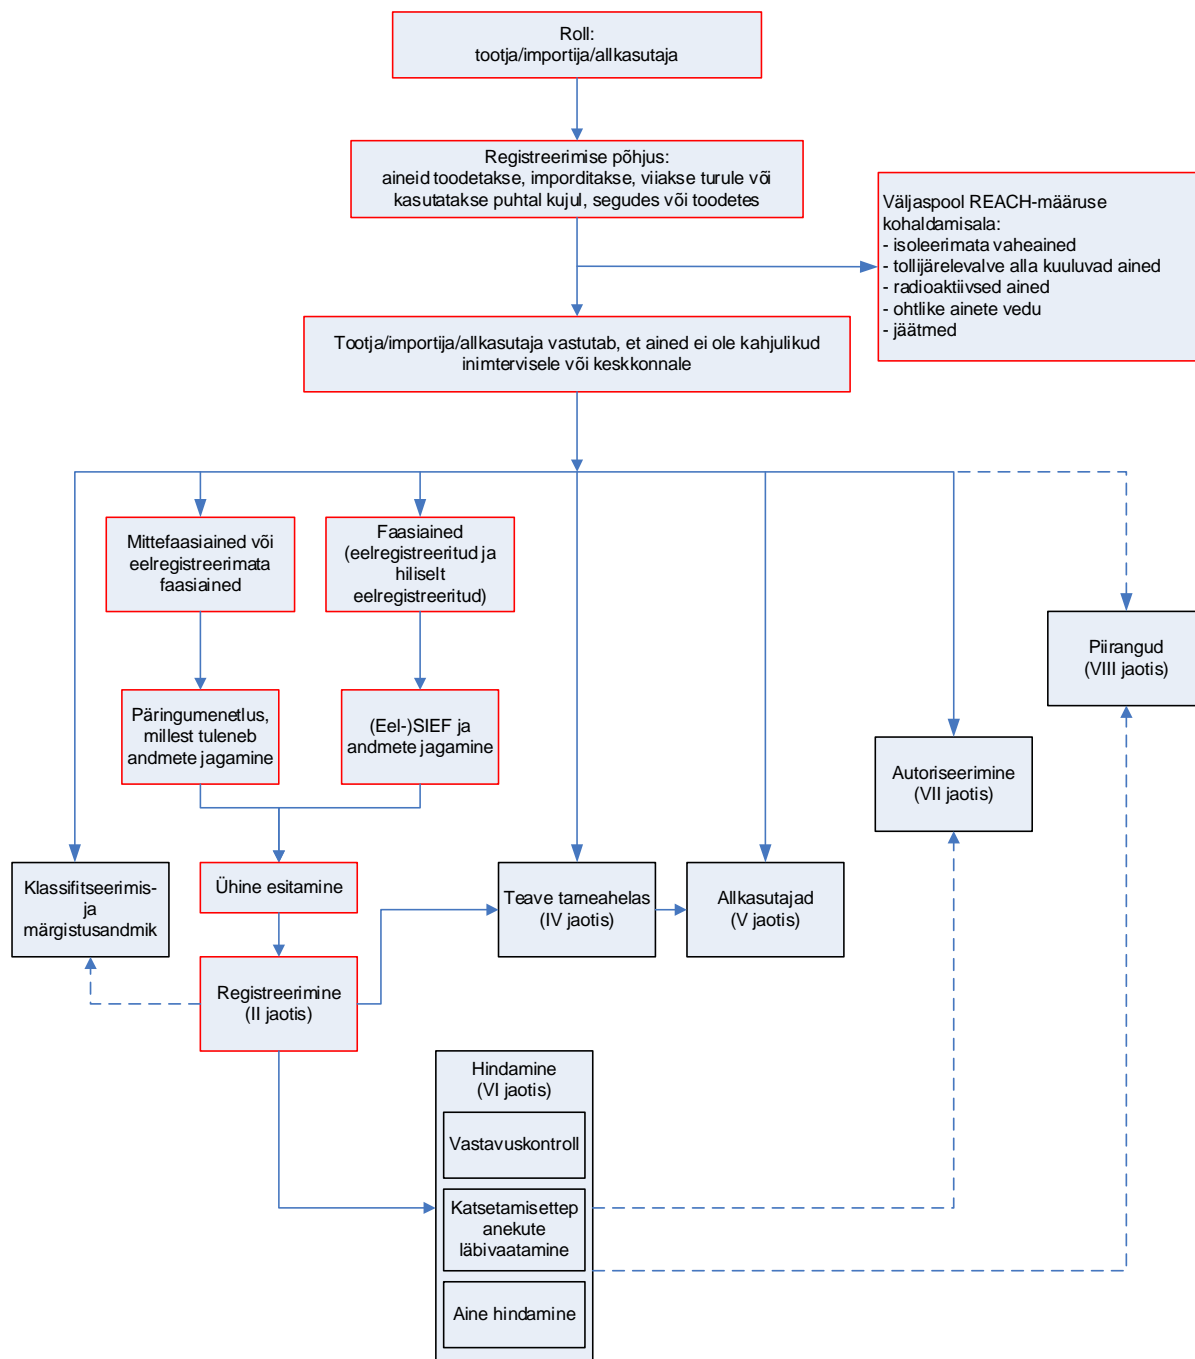 Roll:
tootja/importija/allkasutaja
Registreerimise põhjus:
aineid toodetakse, imporditakse, viiakse turule või
kasutatakse puhtal kujul, segudes või toodetes
Väljaspool REACH-määruse
kohaldamisala:
- isoleerimata vaheained
- tollijärelevalve alla kuuluvad ained
- radioaktiivsed ained
- ohtlike ainete vedu
- jäätmed
Tootja/importija/allkasutaja vastutab, et ained ei ole kahjulikud
inimtervisele või keskkonnale
Mittefaasiained või
eelregistreerimata
faasiained
Faasiained
(eelregistreeritud ja
hiliselt
eelregistreeritud)
Piirangud
(VIII jaotis)
Päringumenetlus,
millest tuleneb
andmete jagamine
(Eel-)SIEF ja
andmete jagamine
Autoriseerimine
(VII jaotis)
Klassifitseerimis-
ja
märgistusandmik
Ühine esitamine
Teave tarneahelas
(IV jaotis)
Allkasutajad
(V jaotis)
Registreerimine
(II jaotis)
Hindamine
(VI jaotis)
Vastavuskontroll
Katsetamisettep
anekute
läbivaatamine
Aine hindamine